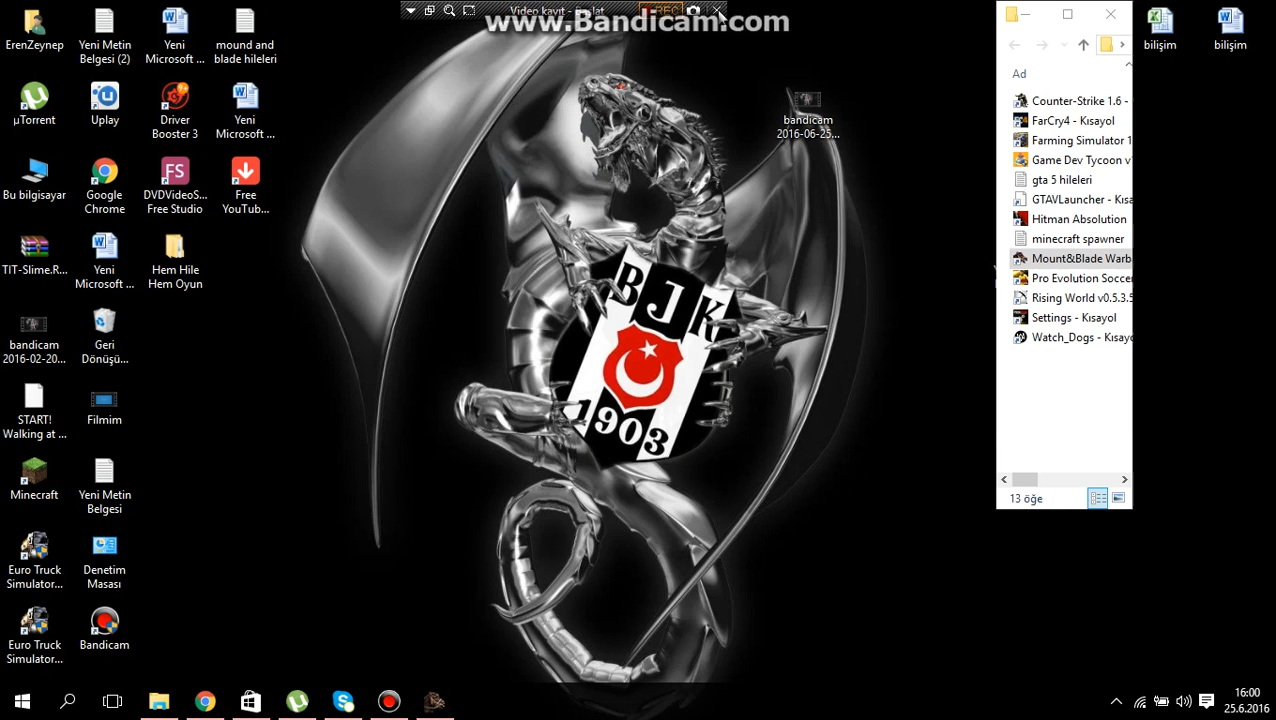 Video kayıt
REC
www.Bandicam.com
ErenZeynep
Yeni Metin
Belgesi (2)
Yeni
Microsoft ...
mound and
blade hileleri
µTorrent
Uplay
Driver
Booster 3
Yeni
Microsoft ...
Bu bilgisayar
Google
Chrome
FS
DVDVideoS...
Free Studio
Free
YouTub...
TIT-Slime.R...
Yeni
Microsoft ...
Hem Hile
Hem Oyun
bandicam
2016-02-20...
Geri
Dönüşü...
START!
Walking at ...
Filmim
Minecraft
Yeni Metin
Belgesi
Euro Truck
Simulator...
Denetim
Masası
Euro Truck
Simulator...
Bandicam
bandicam
2016-06-25...
BJK
1903
Ad
Counter-Strike 1.6 -
FarCry4 - Kısayol
Farming Simulator 1
Game Dev Tycoon v
gta 5 hileleri
GTAVLauncher - Kısa
Hitman Absolution
minecraft spawner
Mount&Blade Warb
Pro Evolution Soccer
Rising World v0.5.3.5
Settings - Kısayol
Watch_Dogs - Kısayo
13 öğe
bilişim
bilişim
16:00
25.6.2016